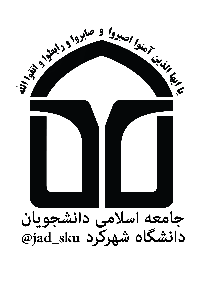 یا ایها الذین آمنوا اصبروا و صابروا و رابطوا و اتقوا الله
جامعه اسلامی دانشجویان
دانشگاه شهرکرد @jad_sku